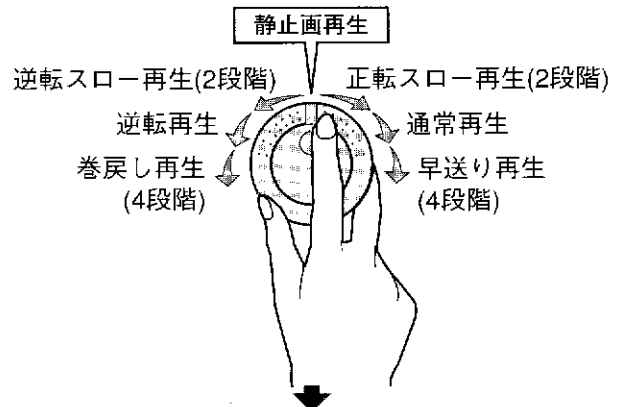 静止画再生
逆転スロー再生(2段階)
正転スロー再生(2段階)
逆転再生
通常再生
巻戻し再生
(4段階)
早送り再生
(4段階)